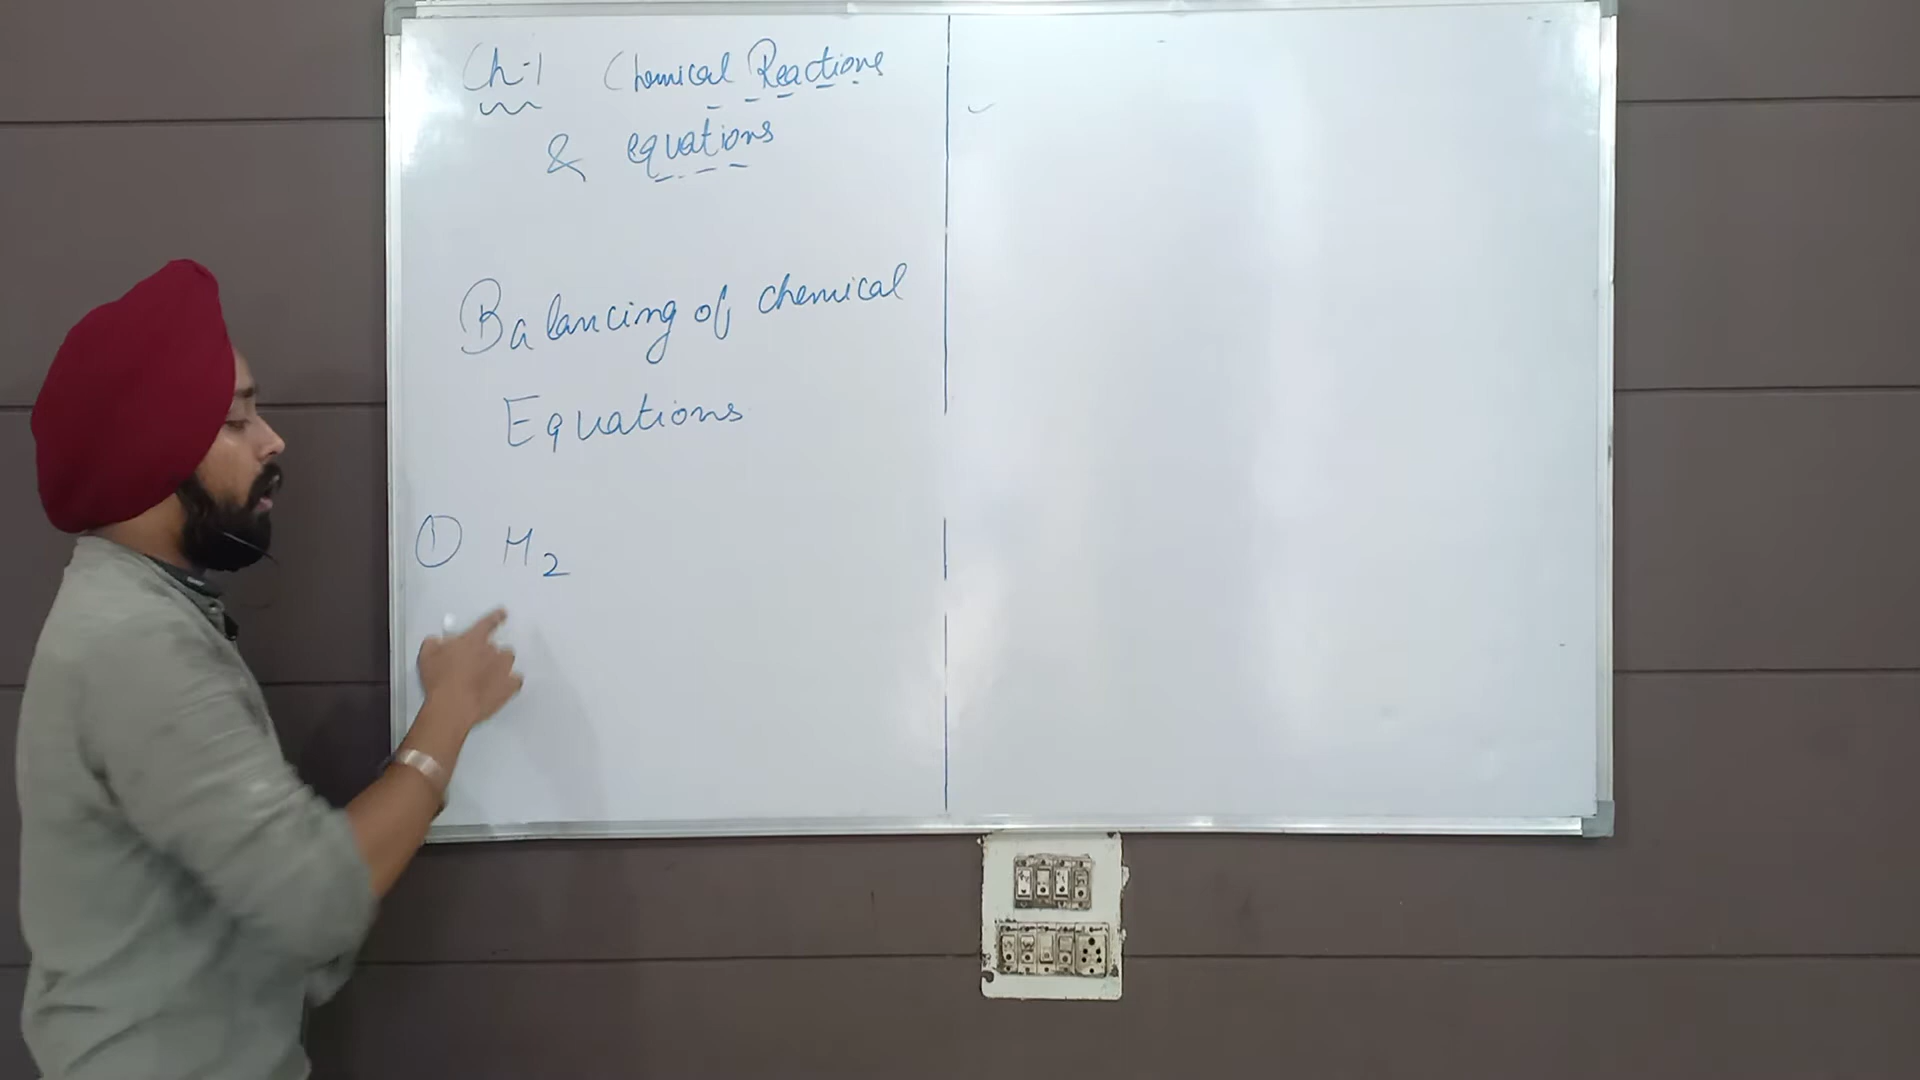 Ch-1 Chemical Reactions
& equations
Balancing of chemical
Equations
① H₂